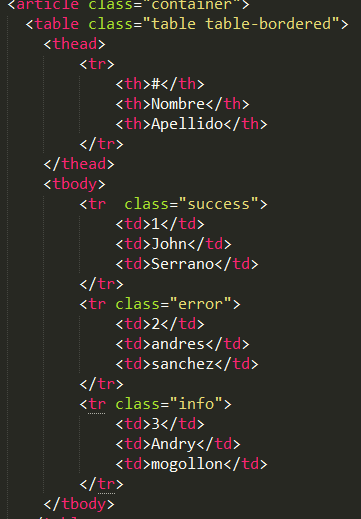 <article class="container">
<table class="table table-bordered">
<thead>
<tr>
<th>#</th>
<th>Nombre</th>
<th>Apellido</th>
</tr>
</thead>
<tbody>
<tr  class="success">
<td>1</td>
<td>John</td>
<td>Serrano</td>
</tr>
<tr class="error">
<td>2</td>
<td>andres</td>
<td>sanchez</td>
</tr>
<tr class="info">
<td>3</td>
<td>Andry</td>
<td>mogollon</td>
</tr>
</tbody>